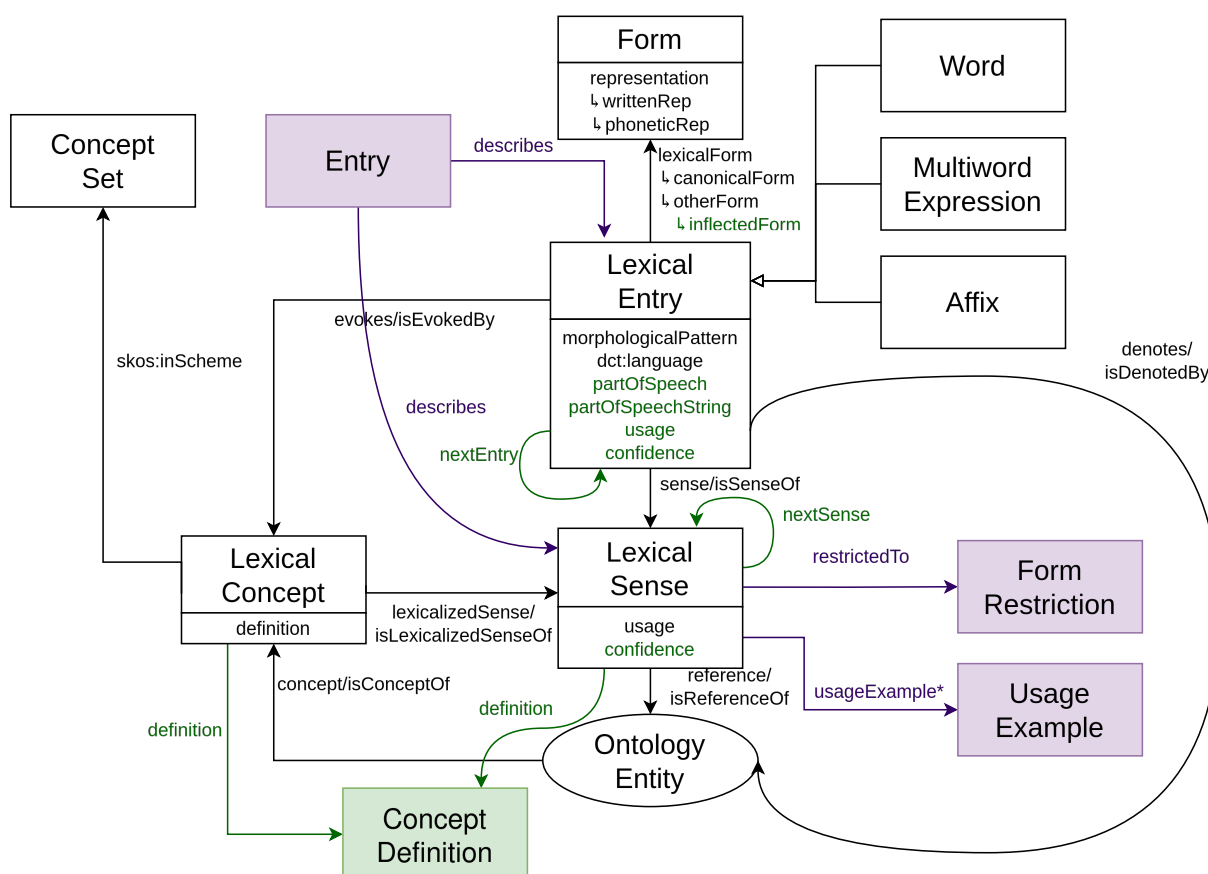 Form
representation
↳writtenRep
↳phoneticRep
Word
Concept
Set
Entry
describes
lexicalForm
↳canonicalForm
↳otherForm
↳inflectedForm
Multiword
Expression
Lexical
Entry
Affix
evokes/isEvokedBy
morphologicalPattern
dct:language
partOfSpeech
partOfSpeechString
usage
confidence
skos:inScheme
denotes/
isDenotedBy
describes
nextEntry
sense/isSenseOf
nextSense
Lexical
Concept
definition
Lexical
Sense
usage
confidence
restrictedTo
Form
Restriction
lexicalizedSense/
isLexicalizedSenseOf
concept/isConceptOf
reference/
isReferenceOf
usageExample*
Usage
Example
definition
definition
Ontology
Entity
Concept
Definition